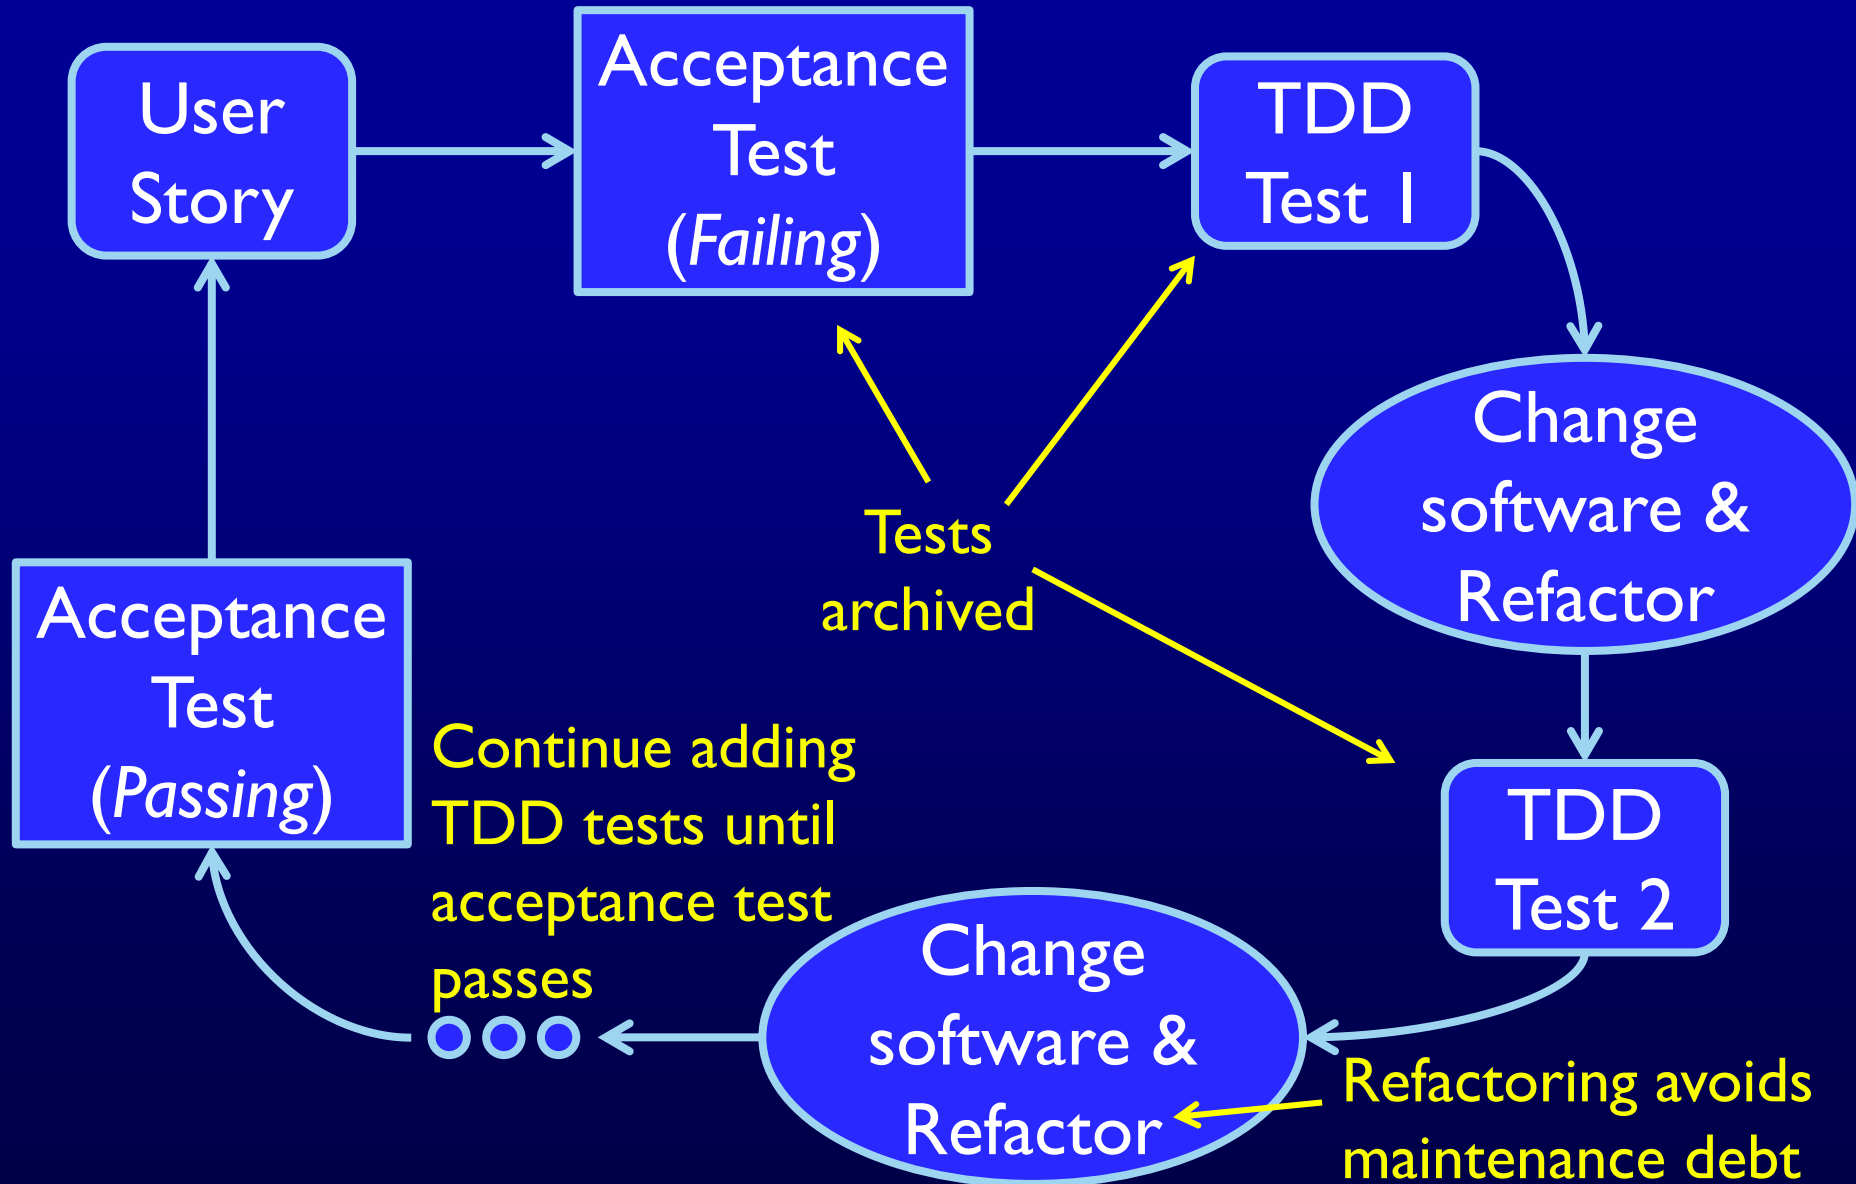 User
Story
Acceptance
Test
(Failing)
TDD
Test 1
Change
software &
Refactor
Tests
archived
Acceptance
Test
(Passing)
Continue adding
TDD tests until
acceptance test
passes
TDD
Test 2
Change
software &
Refactor
Refactoring avoids
maintenance debt